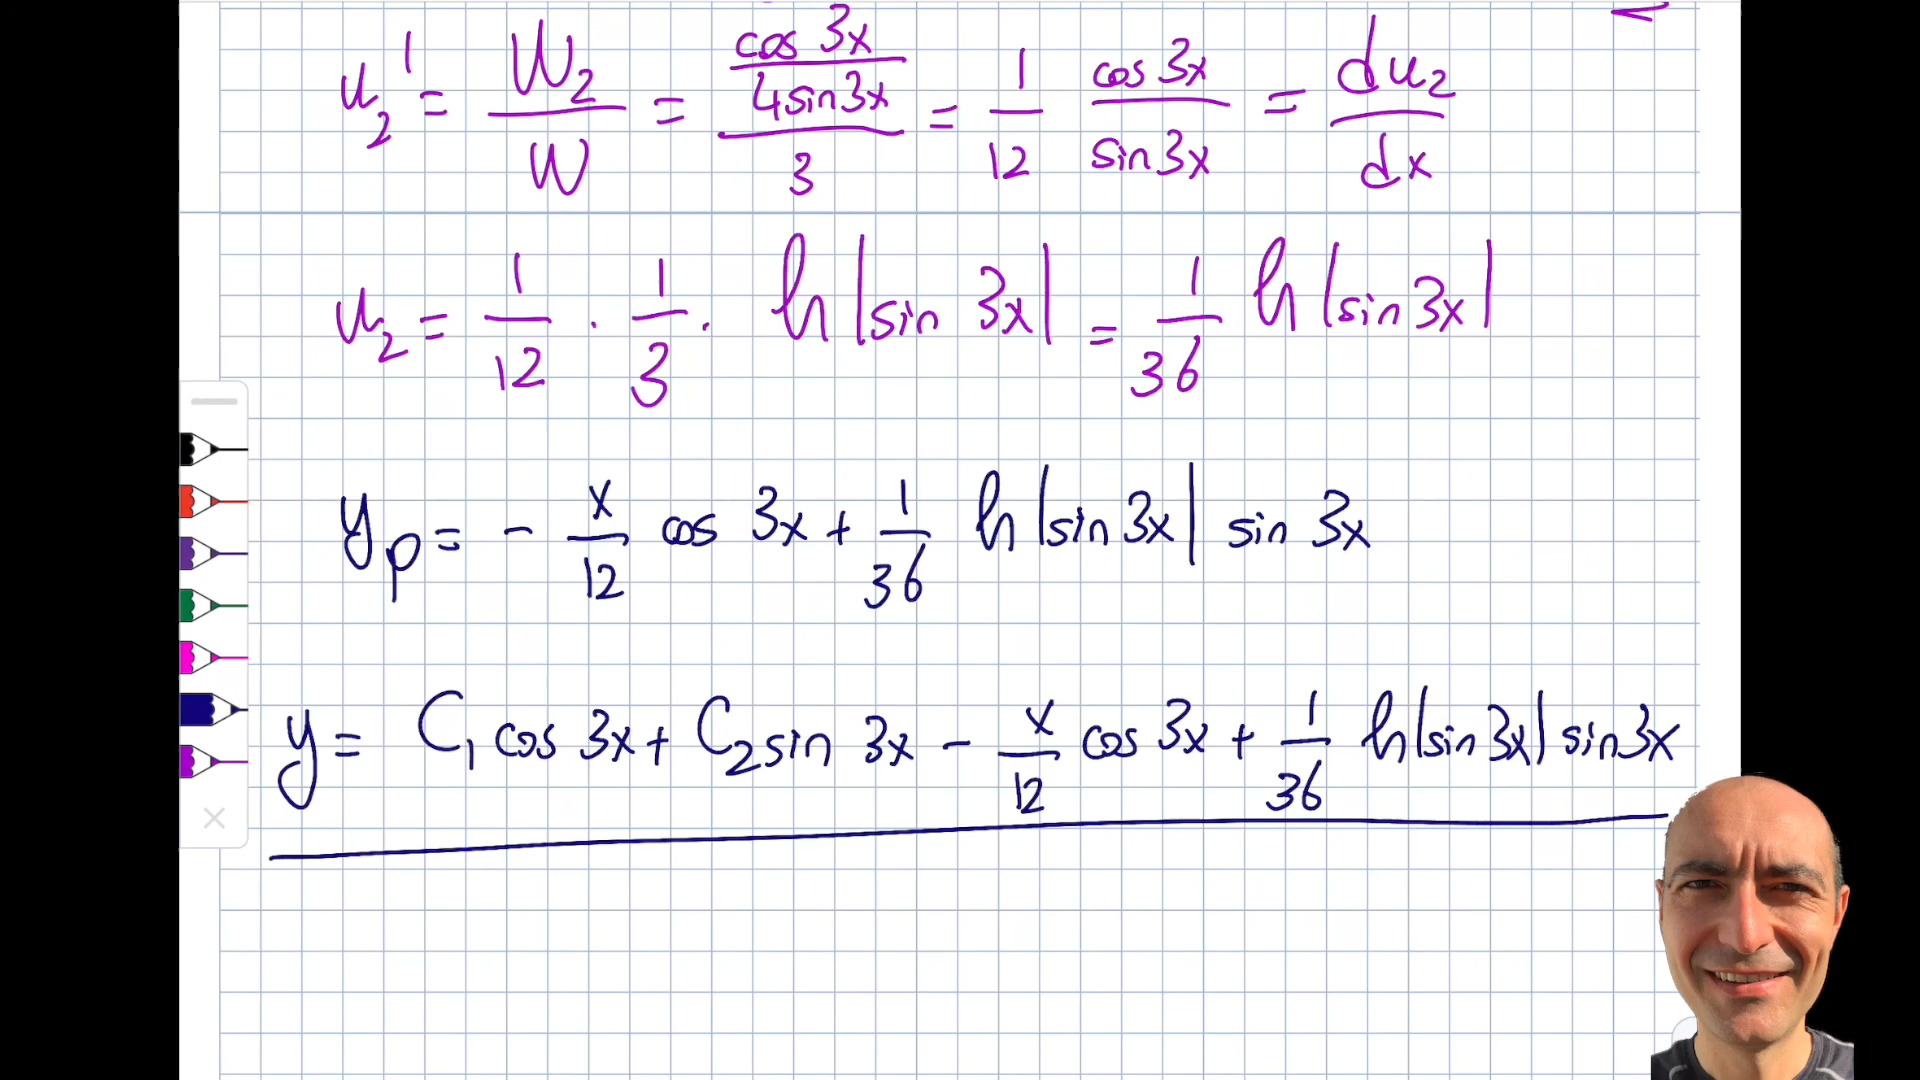 u₂' = W₂/W = (cos 3x/4sin3x)/3 = 1/12 cos 3x/sin 3x = du₂/dx
u₂ = 1/12 · 1/3 · ln |sin 3x| = 1/36 ln |sin 3x|
yp = - x/12 cos 3x + 1/36 ln |sin 3x| sin 3x
y = C₁ cos 3x + C₂ sin 3x - x/12 cos 3x + 1/36 ln |sin 3x| sin 3x